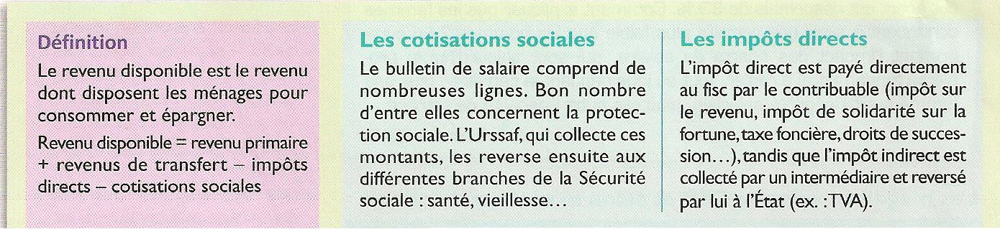 Définition
Le revenu disponible est le revenu
dont disposent les ménages pour
consommer et épargner.
Revenu disponible = revenu primaire
+ revenus de transfert – impôts
directs – cotisations sociales
Les cotisations sociales
Le bulletin de salaire comprend de
nombreuses lignes. Bon nombre
d'entre elles concernent la protec-
tion sociale. L'Urssaf, qui collecte ces
montants, les reverse ensuite aux
différentes branches de la Sécurité
sociale : santé, vieillesse...
Les impôts directs
L'impôt direct est payé directement
au fisc par le contribuable (impôt sur
le revenu, impôt de solidarité sur la
fortune, taxe foncière, droits de succes-
sion...), tandis que l'impôt indirect est
collecté par un intermédiaire et reversé
par lui à l'État (ex. : TVA).